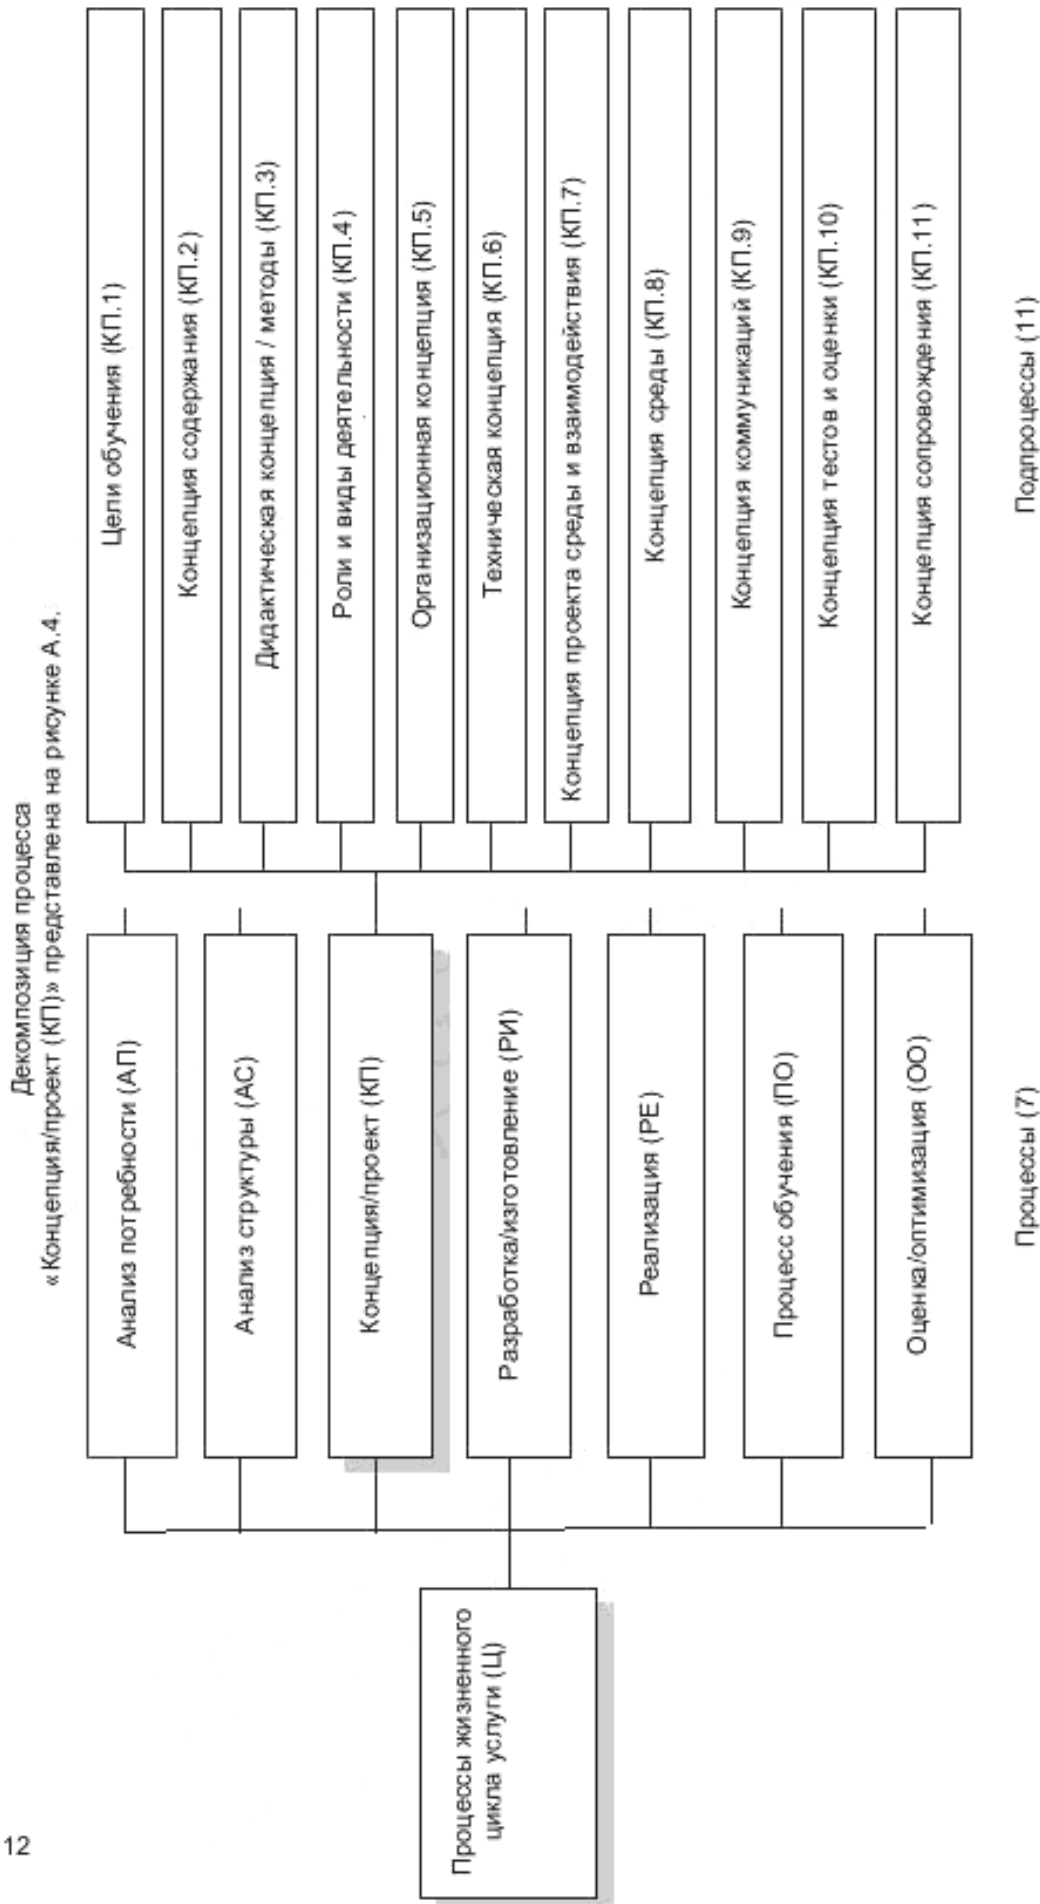 12
Декомпозиция процесса
«Концепция/проект (КП)» представлена на рисунке А.4.
Процессы жизненного
цикла услуги (Ц)
Анализ потребности (АП)
Анализ структуры (АС)
Концепция/проект (КП)
Разработка/изготовление (РИ)
Реализация (РЕ)
Процесс обучения (ПО)
Оценка/оптимизация (ОО)
Процессы (7)
Цели обучения (КП.1)
Концепция содержания (КП.2)
Дидактическая концепция / методы (КП.3)
Роли и виды деятельности (КП.4)
Организационная концепция (КП.5)
Техническая концепция (КП.6)
Концепция проекта среды и взаимодействия (КП.7)
Концепция среды (КП.8)
Концепция коммуникаций (КП.9)
Концепция тестов и оценки (КП.10)
Концепция сопровождения (КП.11)
Подпроцессы (11)